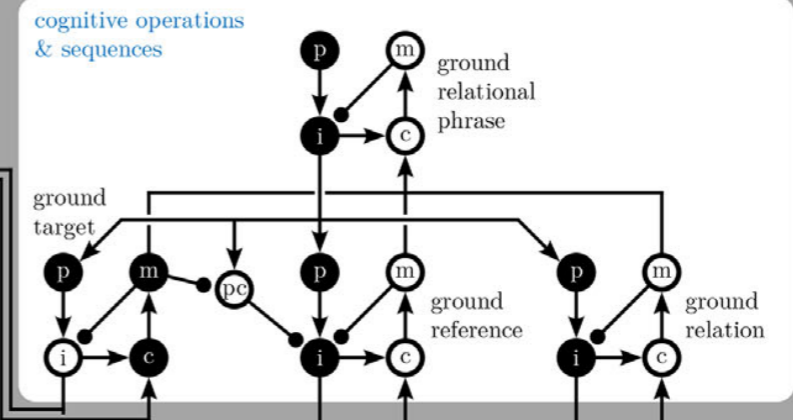 cognitive operations
& sequences
p
m
ground
relational
phrase
i
c
ground
target
p
m
pc
p
m
p
m
ground
reference
ground
relation
i
c
i
c
i
c